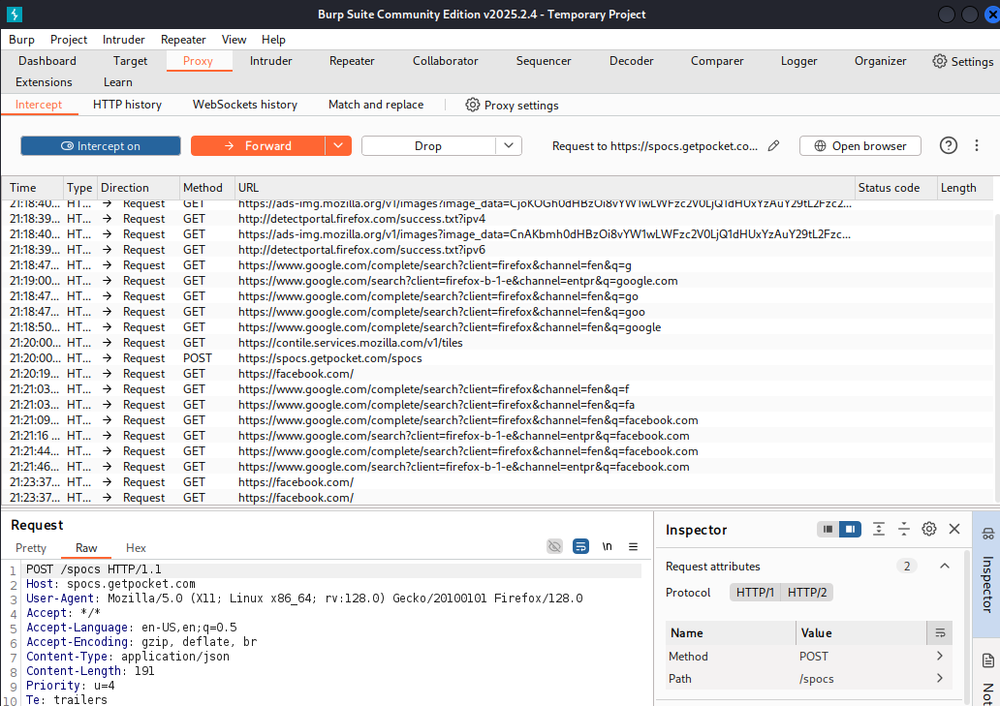 Burp Suite Community Edition v2025.2.4 - Temporary Project
Burp Project Intruder Repeater View Help
Dashboard Target Proxy Intruder Repeater Collaborator Sequencer Decoder Comparer Logger Organizer Settings
Extensions Learn
Intercept HTTP history WebSockets history Match and replace Proxy settings
Intercept on Forward Drop Request to https://spocs.getpocket.co... Open browser
Time Type Direction Method URL Status code Length
21:18:40... HT... → Request GET https://ads-img.mozilla.org/v1/images?image_data=CjoKOGh0dHBzOi8vYW1wLWFzc2V0LjQ1dHUxYzAuY29tL2Fzc2...
21:18:39... HT... → Request GET http://detectportal.firefox.com/success.txt?ipv4
21:18:40... HT... → Request GET https://ads-img.mozilla.org/v1/images?image_data=CnAKbmh0dHBzOi8vYW1wLWFzc2V0LjQ1dHUxYzAuY29tL2Fzc...
21:18:39... HT... → Request GET http://detectportal.firefox.com/success.txt?ipv6
21:18:47... HT... → Request GET https://www.google.com/complete/search?client=firefox&channel=fen&q=g
21:19:00... HT... → Request GET https://www.google.com/search?client=firefox-b-1-e&channel=entpr&q=google.com
21:18:47... HT... → Request GET https://www.google.com/complete/search?client=firefox&channel=fen&q=go
21:18:47... HT... → Request GET https://www.google.com/complete/search?client=firefox&channel=fen&q=goo
21:18:50... HT... → Request GET https://www.google.com/complete/search?client=firefox&channel=fen&q=google
21:20:00... HT... → Request GET https://contile.services.mozilla.com/v1/tiles
21:20:00... HT... → Request POST https://spocs.getpocket.com/spocs
21:20:19... HT... → Request GET https://facebook.com/
21:21:03... HT... → Request GET https://www.google.com/complete/search?client=firefox&channel=fen&q=f
21:21:03... HT... → Request GET https://www.google.com/complete/search?client=firefox&channel=fen&q=fa
21:21:09... HT... → Request GET https://www.google.com/complete/search?client=firefox&channel=fen&q=facebook.com
21:21:16 ... HT... → Request GET https://www.google.com/search?client=firefox-b-1-e&channel=entpr&q=facebook.com
21:21:44... HT... → Request GET https://www.google.com/complete/search?client=firefox&channel=fen&q=facebook.com
21:21:46... HT... → Request GET https://www.google.com/search?client=firefox-b-1-e&channel=entpr&q=facebook.com
21:23:37... HT... → Request GET https://facebook.com/
21:23:37... HT... → Request GET https://facebook.com/
Request
Pretty Raw Hex \n
1 POST /spocs HTTP/1.1
2 Host: spocs.getpocket.com
3 User-Agent: Mozilla/5.0 (X11; Linux x86_64; rv:128.0) Gecko/20100101 Firefox/128.0
4 Accept: */*
5 Accept-Language: en-US,en;q=0.5
6 Accept-Encoding: gzip, deflate, br
7 Content-Type: application/json
8 Content-Length: 191
9 Priority: u=4
10 Te: trailers
Inspector
Request attributes 2
Protocol HTTP/1 HTTP/2
Name Value
Method POST
Path /spocs
Inspector
Not